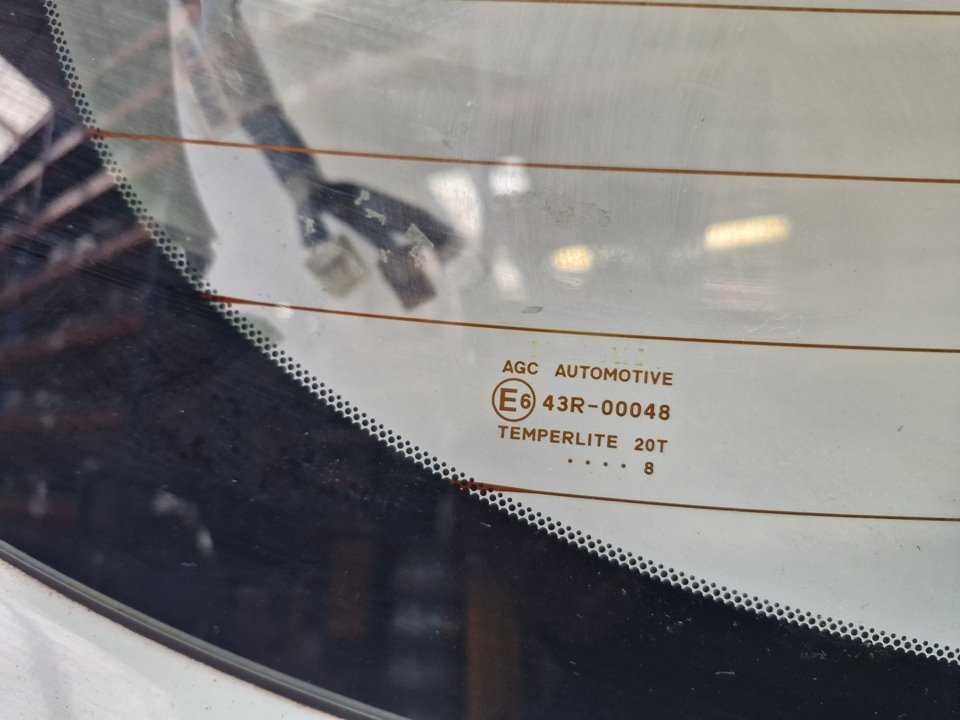 AGC AUTOMOTIVE
E6 43R-00048
TEMPERLITE 20T
. . . . 8